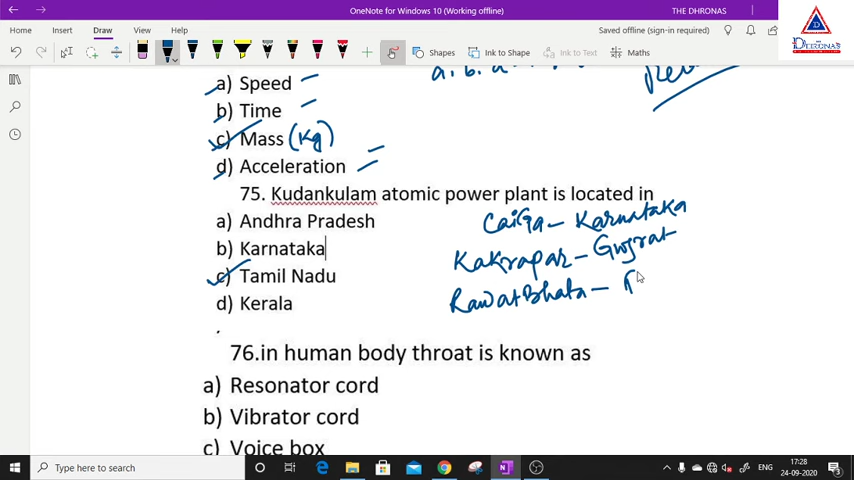 OneNote for Windows 10 (Working offline)
THE DHRONAS
Home Insert Draw View Help
Saved offline (sign-in required)
Shapes Ink to Shape Ink to Text Maths
DHRONAS
a) Speed
b) Time
c) Mass (Kg)
d) Acceleration
75. Kudankulam atomic power plant is located in
a) Andhra Pradesh
CaiGa - Karnataka
b) Karnataka
Kakrapar - Gujrat
c) Tamil Nadu
RawatBhata -
d) Kerala
76.in human body throat is known as
a) Resonator cord
b) Vibrator cord
c) Voice box
Type here to search
ENG
17:28
24-09-2020
3